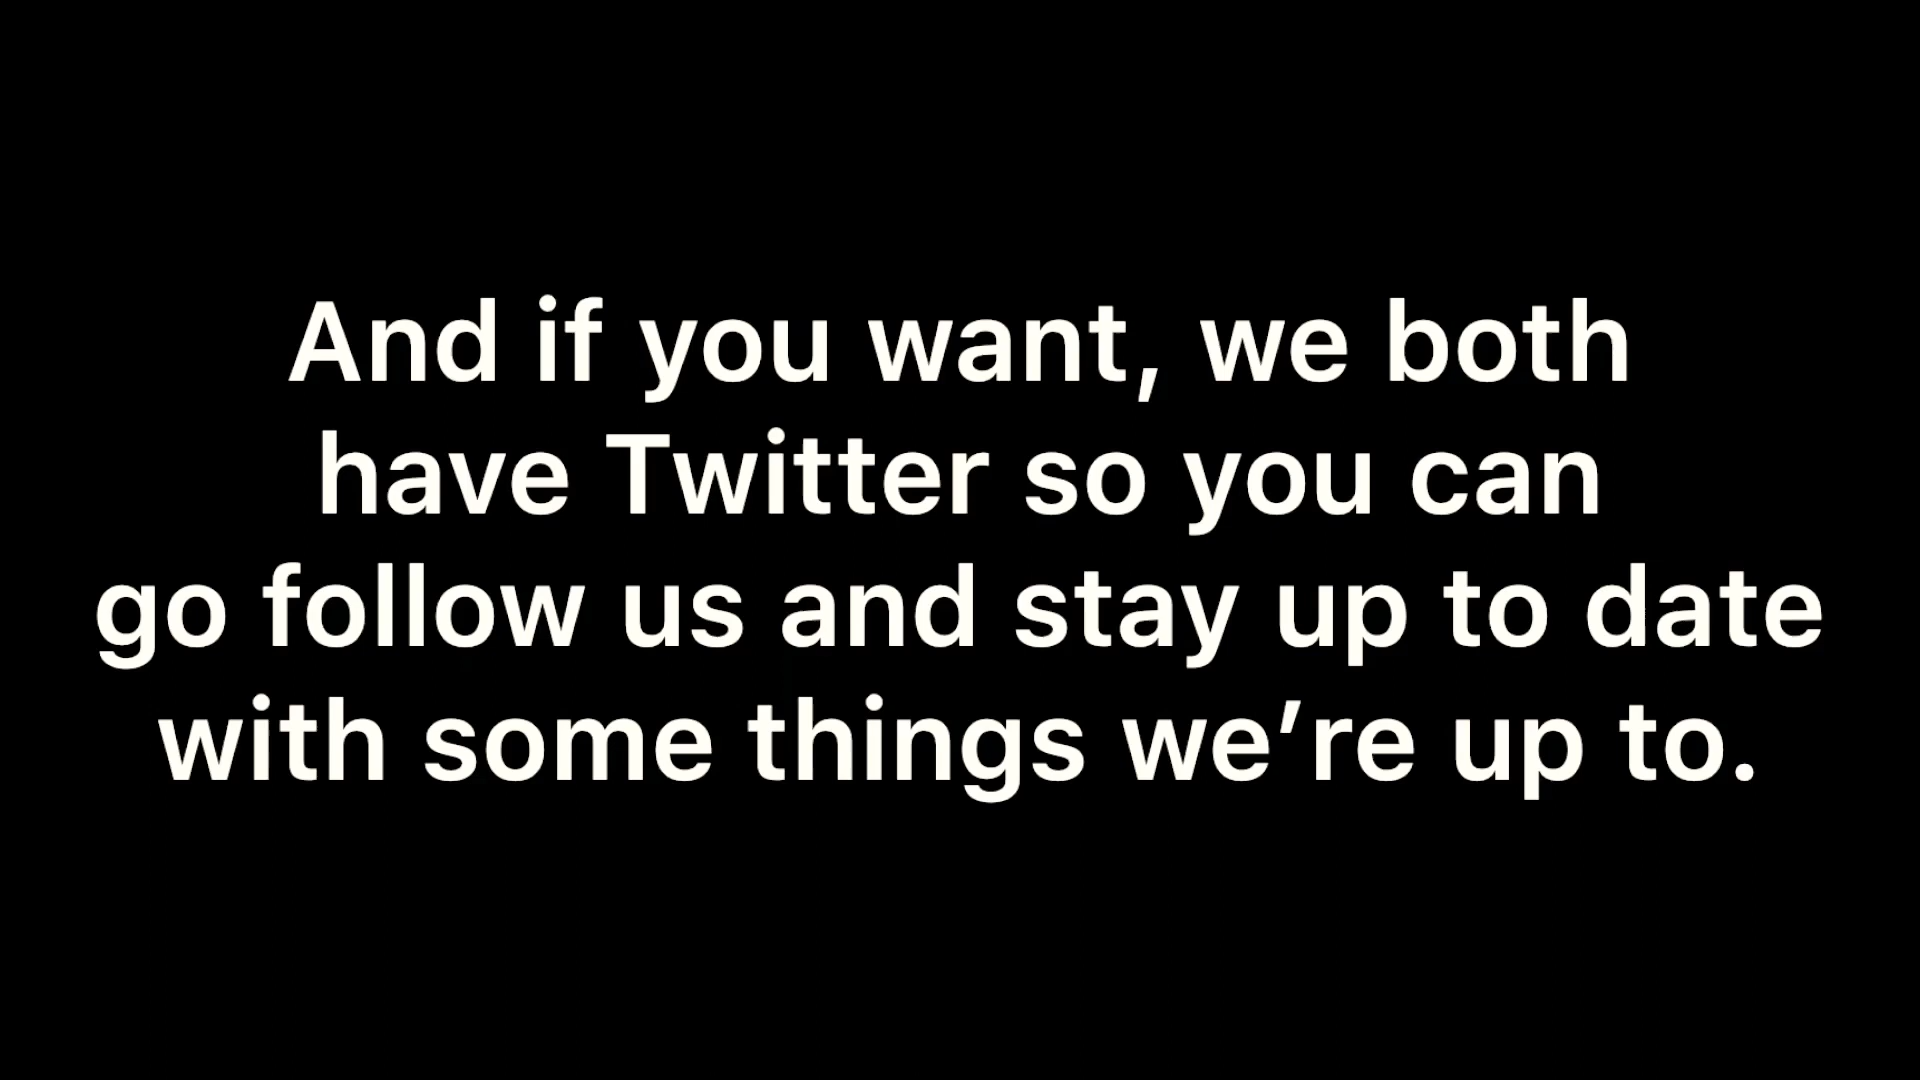 And if you want, we both
have Twitter so you can
go follow us and stay up to date
with some things we’re up to.